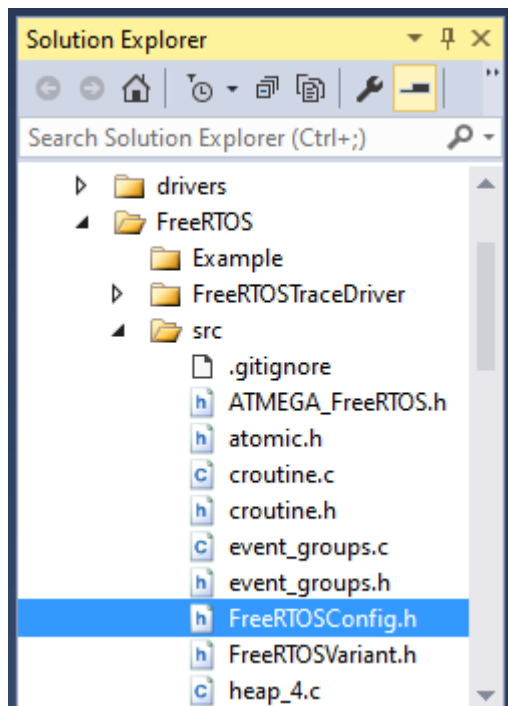 Solution Explorer
Search Solution Explorer (Ctrl+;)
drivers
FreeRTOS
Example
FreeRTOSTraceDriver
src
.gitignore
h ATMEGA_FreeRTOS.h
h atomic.h
c croutine.c
h croutine.h
c event_groups.c
h event_groups.h
h FreeRTOSConfig.h
h FreeRTOSVariant.h
c heap_4.c